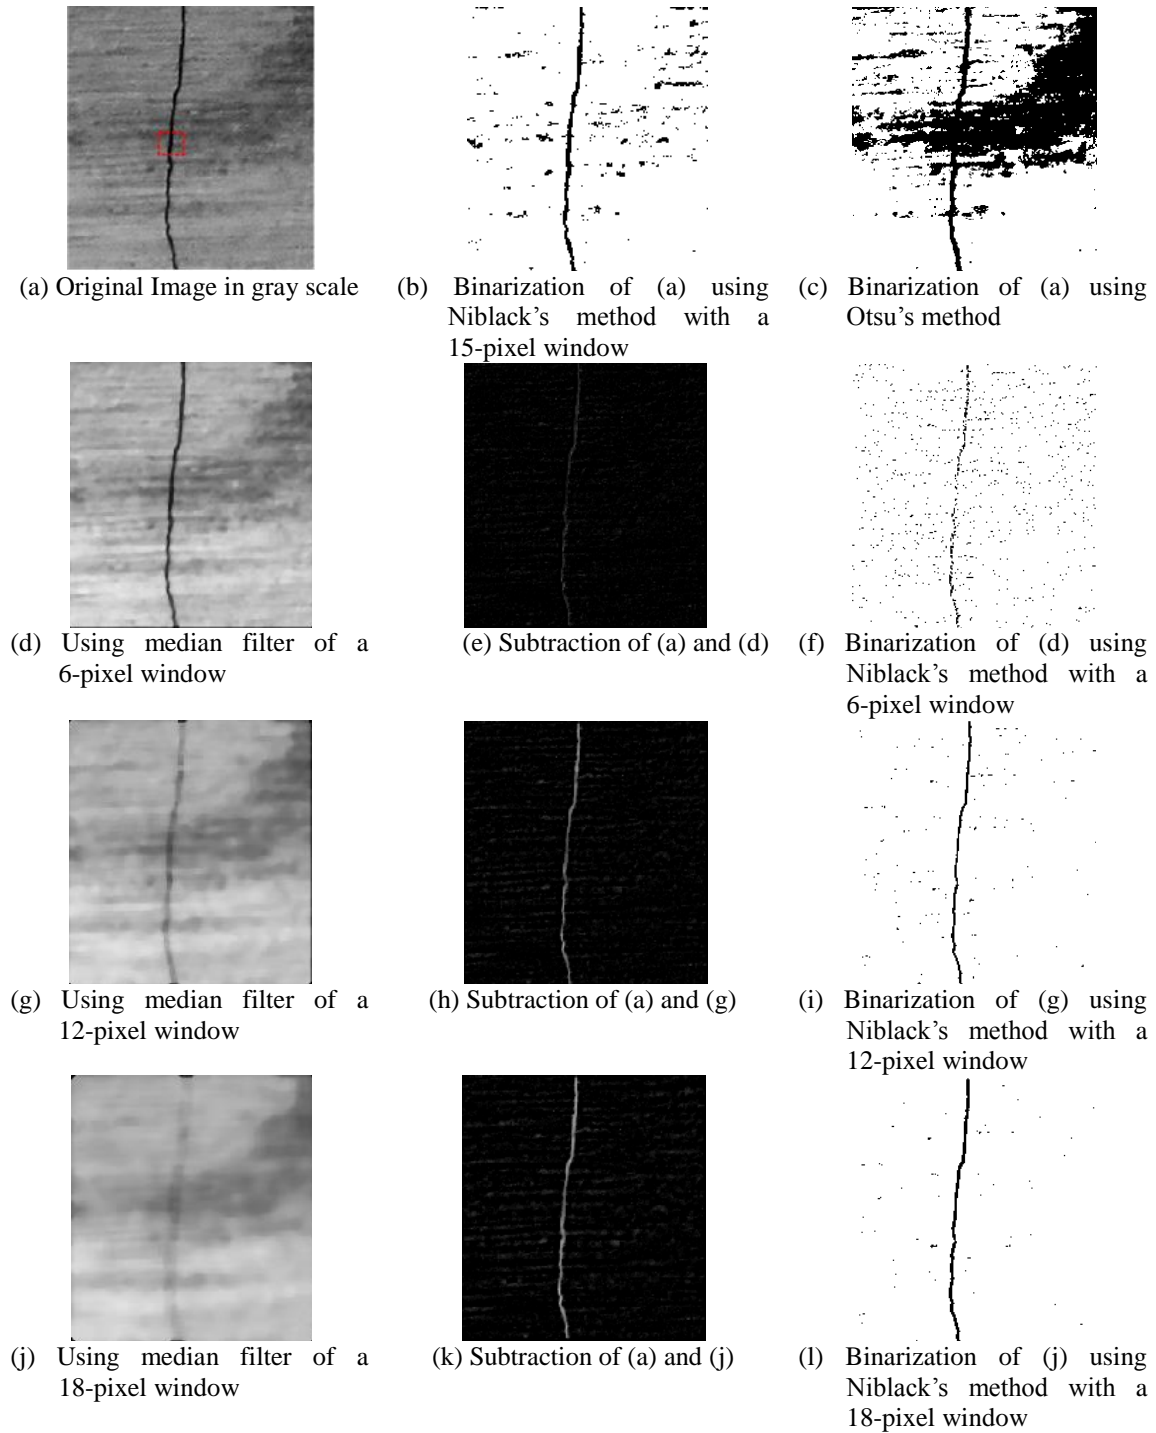 (a) Original Image in gray scale
(b) Binarization of (a) using
Niblack's method with a
15-pixel window
(c) Binarization of (a) using
Otsu's method
(d) Using median filter of a
6-pixel window
(e) Subtraction of (a) and (d)
(f) Binarization of (d) using
Niblack's method with a
6-pixel window
(g) Using median filter of a
12-pixel window
(h) Subtraction of (a) and (g)
(i) Binarization of (g) using
Niblack's method with a
12-pixel window
(j) Using median filter of a
18-pixel window
(k) Subtraction of (a) and (j)
(l) Binarization of (j) using
Niblack's method with a
18-pixel window